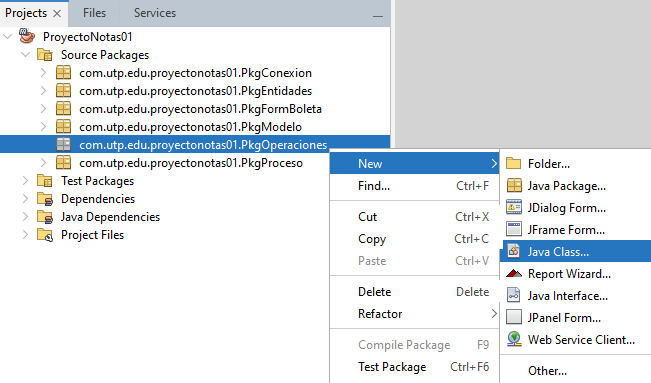 Projects × Files Services
ProyectoNotas01
Source Packages
com.utp.edu.proyectonotas01.PkgConexion
com.utp.edu.proyectonotas01.PkgEntidades
com.utp.edu.proyectonotas01.PkgFormBoleta
com.utp.edu.proyectonotas01.PkgModelo
com.utp.edu.proyectonotas01.PkgOperaciones
com.utp.edu.proyectonotas01.PkgProceso
Test Packages
Dependencies
Java Dependencies
Project Files
New
Find... Ctrl+F
Cut Ctrl+X
Copy Ctrl+C
Paste Ctrl+V
Delete Delete
Refactor
Compile Package F9
Test Package Ctrl+F6
Folder...
Java Package...
JDialog Form...
JFrame Form...
Java Class...
Report Wizard...
Java Interface...
JPanel Form...
Web Service Client...
Other...